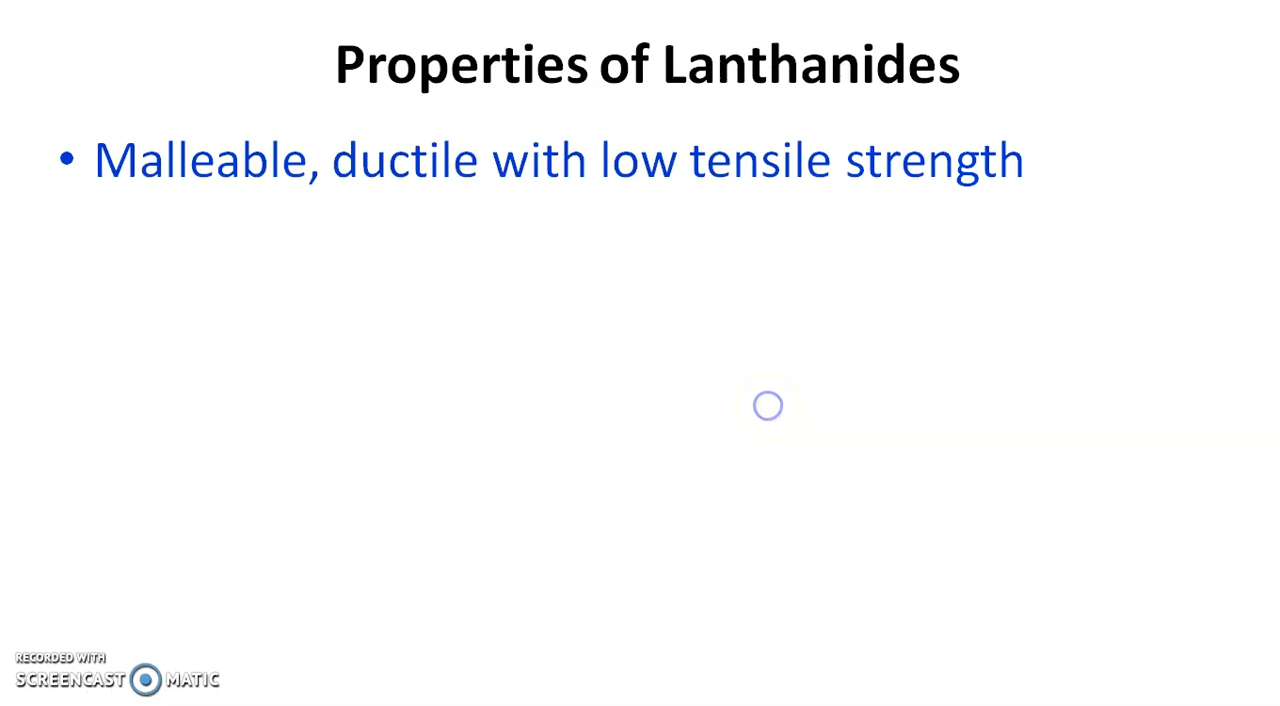 Properties of Lanthanides
• Malleable, ductile with low tensile strength
RECORDED WITH
SCREENCAST MATIC